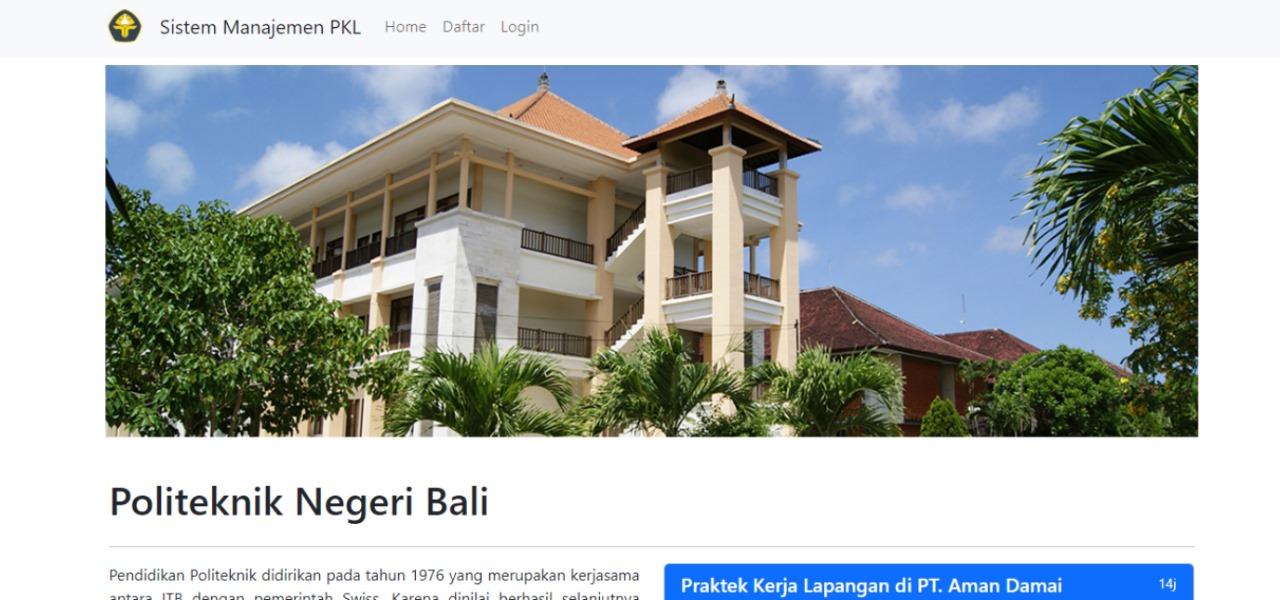 Sistem Manajemen PKL Home Daftar Login
Politeknik Negeri Bali
Pendidikan Politeknik didirikan pada tahun 1976 yang merupakan kerjasama
antara ITB dengan pemerintah Swiss. Karena dinilai berhasil selanjutnya
Praktek Kerja Lapangan di PT. Aman Damai 14j